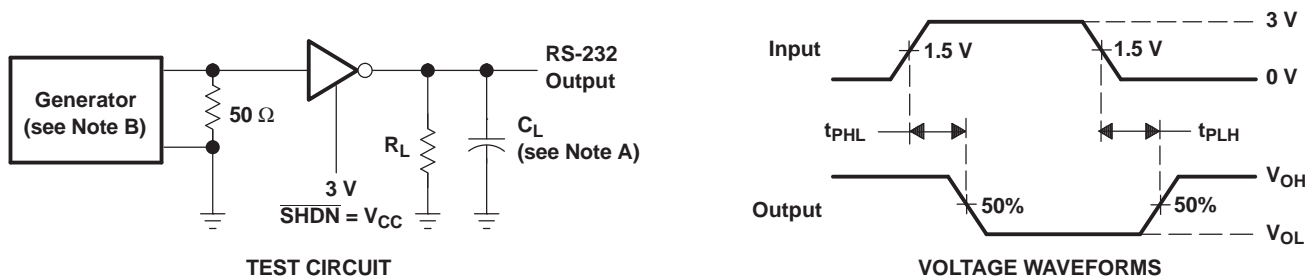 Generator
(see Note B)
50 Ω
3 V
SHDN = VCC
RL
CL
(see Note A)
RS-232
Output
TEST CIRCUIT
Input
1.5 V
1.5 V
3 V
0 V
tPHL
tPLH
Output
50%
50%
VOH
VOL
VOLTAGE WAVEFORMS